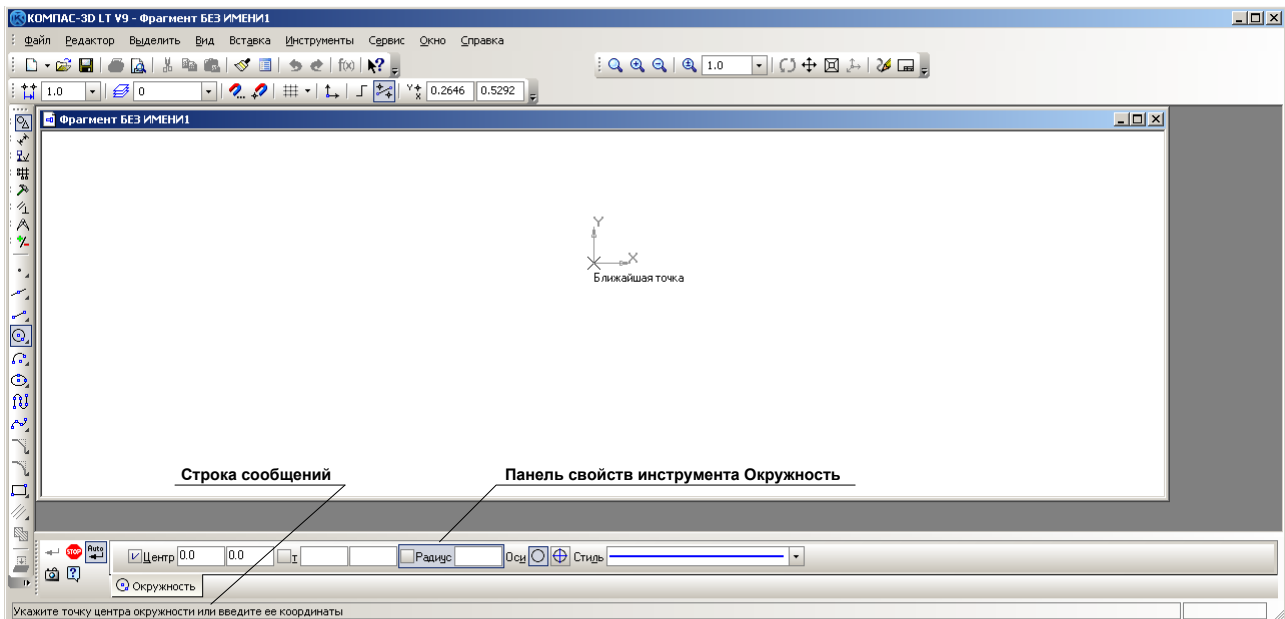 КОМПАС-3D LT V9 - Фрагмент БЕЗ ИМЕНИ1
Файл Редактор Выделить Вид Вставка Инструменты Сервис Окно Справка
f(x) 1.0
1.0 0 0.2646 0.5292
Фрагмент БЕЗ ИМЕНИ1
Y
X
Ближайшая точка
Строка сообщений Панель свойств инструмента Окружность
STOP Auto Центр 0.0 0.0 т Радиус Оси Стиль
Окружность
Укажите точку центра окружности или введите ее координаты